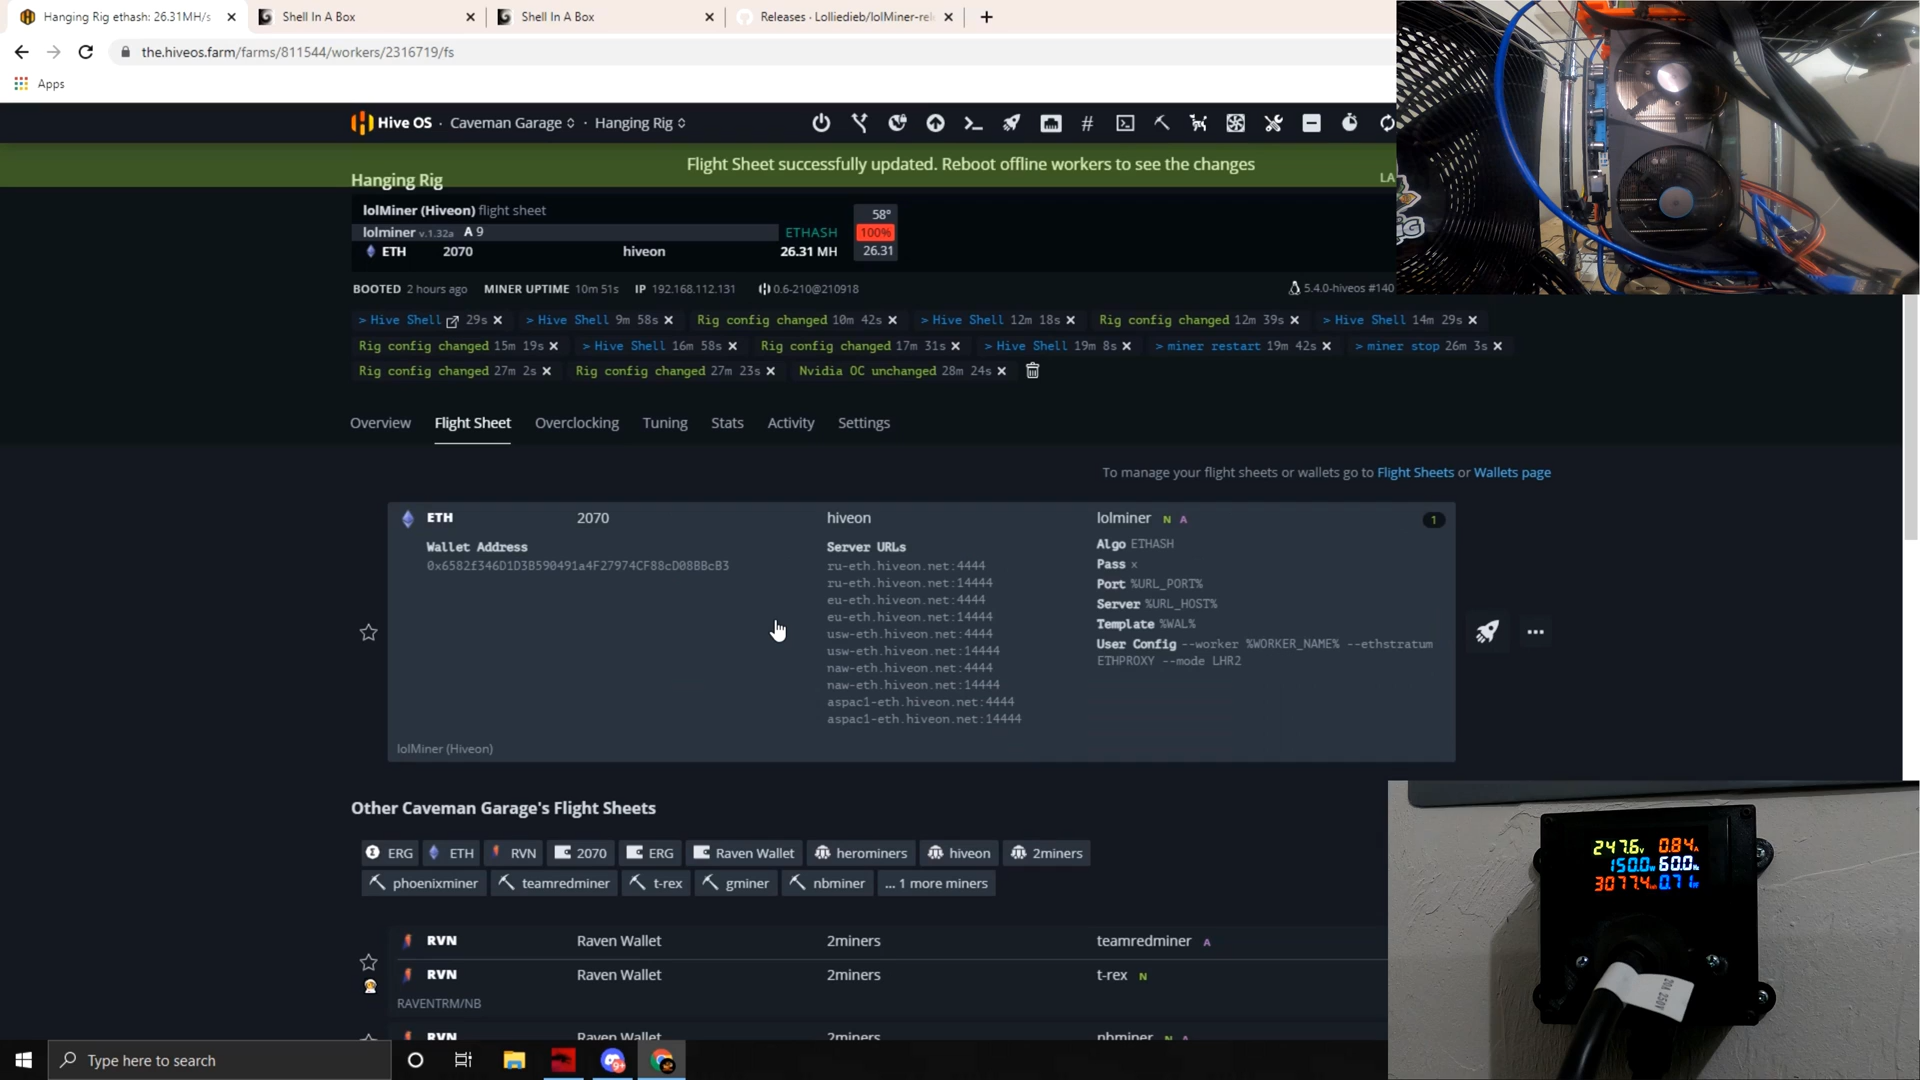 Hanging Rig ethash: 26.31MH/s
Shell In A Box
Shell In A Box
Releases · Lolliedieb/lolMiner-rel
the.hiveos.farm/farms/811544/workers/2316719/fs
Apps
Hive OS · Caveman Garage · Hanging Rig
Flight Sheet successfully updated. Reboot offline workers to see the changes
Hanging Rig
LA
lolMiner (Hiveon) flight sheet
58°
lolminer v.1.32a A 9 ETHASH 100%
ETH 2070 hiveon 26.31 MH 26.31
BOOTED 2 hours ago MINER UPTIME 10m 51s IP 192.168.112.131 0.6-210@210918 5.4.0-hiveos #140
> Hive Shell 29s × > Hive Shell 9m 58s × Rig config changed 10m 42s × > Hive Shell 12m 18s × Rig config changed 12m 39s × > Hive Shell 14m 29s ×
Rig config changed 15m 19s × > Hive Shell 16m 58s × Rig config changed 17m 31s × > Hive Shell 19m 8s × > miner restart 19m 42s × > miner stop 26m 3s ×
Rig config changed 27m 2s × Rig config changed 27m 23s × Nvidia OC unchanged 28m 24s ×
Overview Flight Sheet Overclocking Tuning Stats Activity Settings
To manage your flight sheets or wallets go to Flight Sheets or Wallets page
ETH 2070 hiveon lolminer N A 1
Wallet Address
0x6582f346D1D3B590491a4F27974CF88cD08BBcB3
Server URLs
ru-eth.hiveon.net:4444
ru-eth.hiveon.net:14444
eu-eth.hiveon.net:4444
eu-eth.hiveon.net:14444
usw-eth.hiveon.net:4444
usw-eth.hiveon.net:14444
naw-eth.hiveon.net:4444
naw-eth.hiveon.net:14444
aspac1-eth.hiveon.net:4444
aspac1-eth.hiveon.net:14444
Algo ETHASH
Pass x
Port %URL_PORT%
Server %URL_HOST%
Template %WAL%
User Config --worker %WORKER_NAME% --ethstratum
ETHPROXY --mode LHR2
lolMiner (Hiveon)
Other Caveman Garage's Flight Sheets
ERG ETH RVN 2070 ERG Raven Wallet herominers hiveon 2miners
phoenixminer teamredminer t-rex gminer nbminer ... 1 more miners
RVN Raven Wallet 2miners teamredminer A
RVN Raven Wallet 2miners t-rex N
RAVENTRM/NB
RVN Raven Wallet 2miners nbminer N A
Type here to search
9+
247.6V 0.84A
150.0W 60.0Hz
3077.4 0.71PF
30A 250V